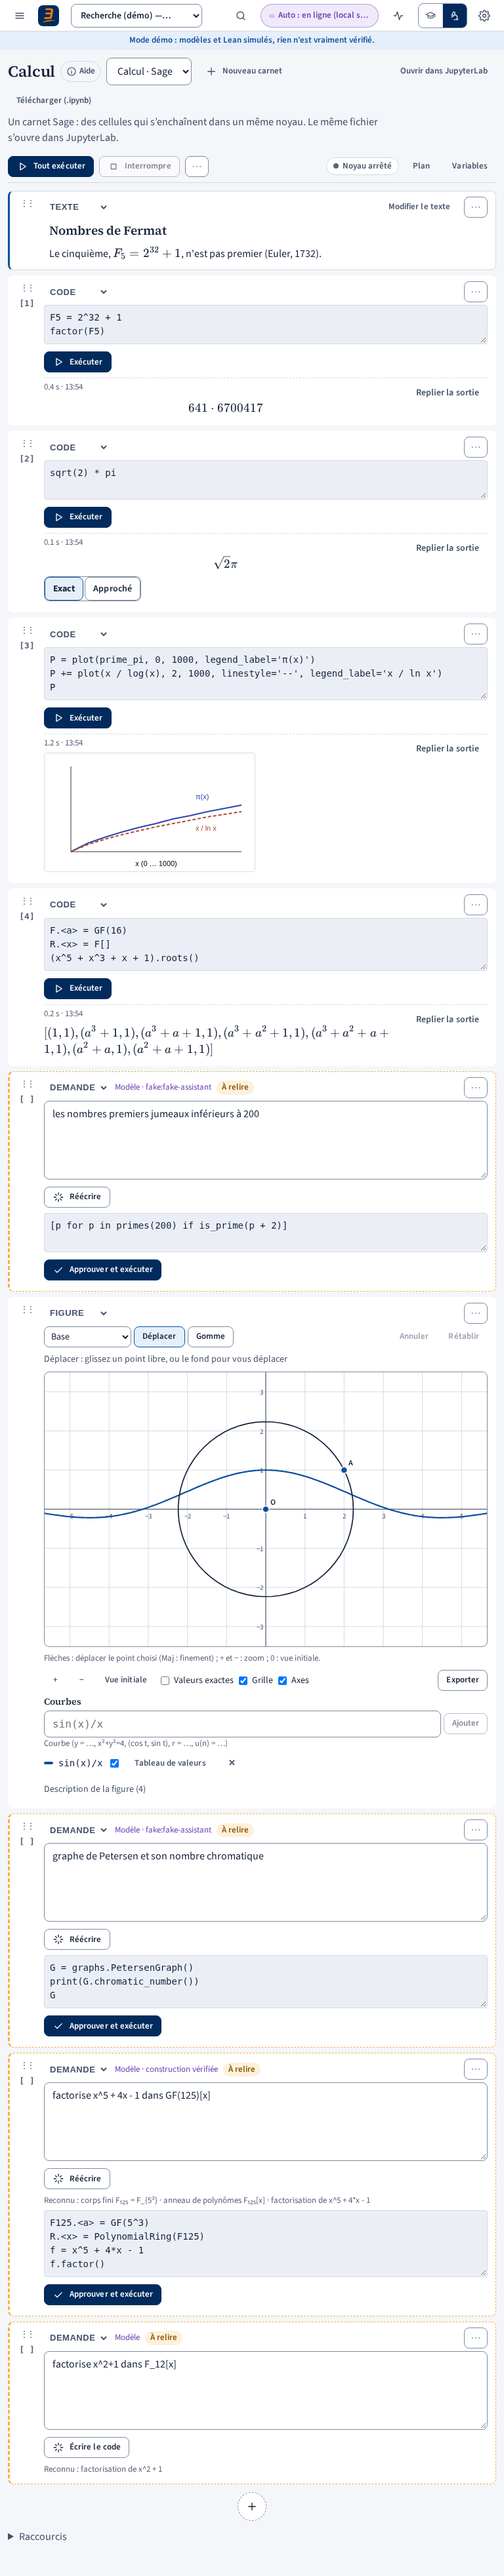 Recherche (démo) —...
Auto : en ligne (local s...
Mode démo : modèles et Lean simulés, rien n'est vraiment vérifié.
Calcul
Aide
Calcul · Sage
Nouveau carnet
Ouvrir dans JupyterLab
Télécharger (.ipynb)
Un carnet Sage : des cellules qui s'enchaînent dans un même noyau. Le même fichier
s'ouvre dans JupyterLab.
Tout exécuter
Interrompre
...
Noyau arrêté
Plan
Variables
TEXTE
Modifier le texte
...
Nombres de Fermat
Le cinquième, F₅ = 2³² + 1, n'est pas premier (Euler, 1732).
CODE
...
[1]
F5 = 2^32 + 1
factor(F5)
Exécuter
0,4 s · 13:54
Replier la sortie
641 · 6700417
CODE
...
[2]
sqrt(2) * pi
Exécuter
0.1 s · 13:54
Replier la sortie
√2π
Exact
Approché
CODE
...
[3]
P = plot(prime_pi, 0, 1000, legend_label='π(x)')
P += plot(x / log(x), 2, 1000, linestyle='--', legend_label='x / ln x')
P
Exécuter
1.2 s · 13:54
Replier la sortie
π(x)
x / ln x
x (0 … 1000)
CODE
...
[4]
F.<a> = GF(16)
R.<x> = F[]
(x^5 + x^3 + x + 1).roots()
Exécuter
0.2 s · 13:54
Replier la sortie
[(1, 1), (a³ + 1, 1), (a³ + a + 1, 1), (a³ + a² + 1, 1), (a³ + a² + a +
1, 1), (a² + a, 1), (a² + a + 1, 1)]
DEMANDE
Modèle · fake:fake-assistant
À relire
...
[ ]
les nombres premiers jumeaux inférieurs à 200
Réécrire
[p for p in primes(200) if is_prime(p + 2)]
Approuver et exécuter
FIGURE
...
Base
Déplacer
Gomme
Annuler
Rétablir
Déplacer : glissez un point libre, ou le fond pour vous déplacer
3
2
A
1
O
−5 −4 −3 −2 −1 1 2 3 4 5
−1
−2
−3
Flèches : déplacer le point choisi (Maj : finement) ; + et − : zoom ; 0 : vue initiale.
+
−
Vue initiale
Valeurs exactes
Grille
Axes
Exporter
Courbes
sin(x)/x
Ajouter
Courbe (y = …, x²+y²=4, (cos t, sin t), r = …, u(n) = …)
sin(x)/x
Tableau de valeurs
×
Description de la figure (4)
DEMANDE
Modèle · fake:fake-assistant
À relire
...
[ ]
graphe de Petersen et son nombre chromatique
Réécrire
G = graphs.PetersenGraph()
print(G.chromatic_number())
G
Approuver et exécuter
DEMANDE
Modèle · construction vérifiée
À relire
...
[ ]
factorise x^5 + 4x - 1 dans GF(125)[x]
Réécrire
Reconnu : corps fini F₁₂₅ = F_{5³} · anneau de polynômes F₁₂₅[x] · factorisation de x^5 + 4*x - 1
F125.<a> = GF(5^3)
R.<x> = PolynomialRing(F125)
f = x^5 + 4*x - 1
f.factor()
Approuver et exécuter
DEMANDE
Modèle
À relire
...
[ ]
factorise x^2+1 dans F_12[x]
Écrire le code
Reconnu : factorisation de x^2 + 1
+
Raccourcis